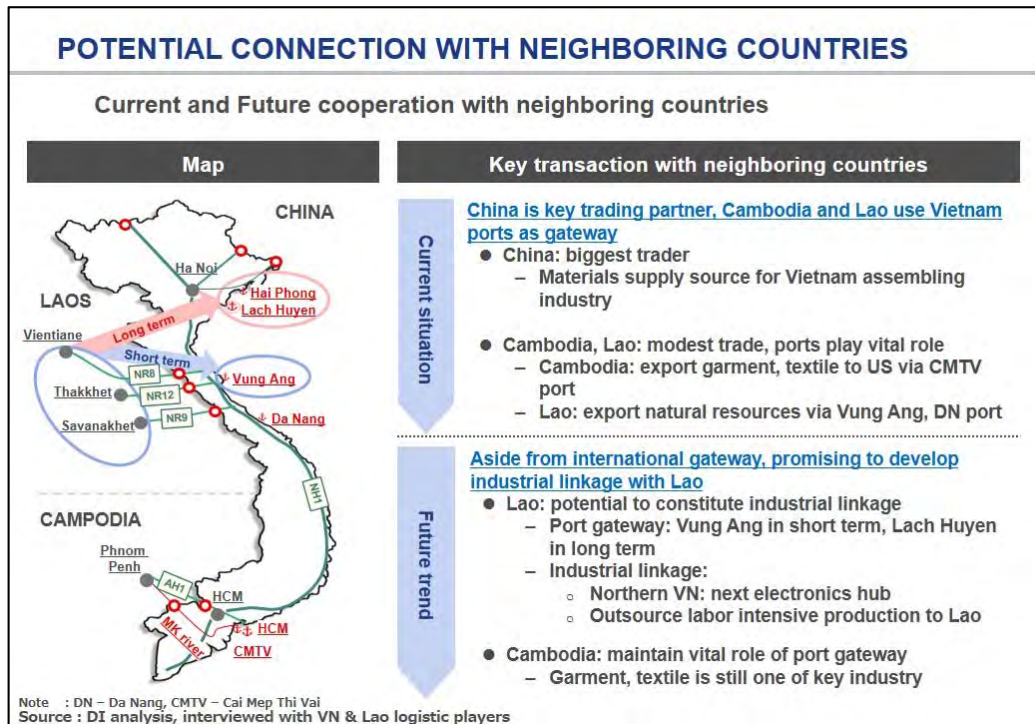 POTENTIAL CONNECTION WITH NEIGHBORING COUNTRIES
Current and Future cooperation with neighboring countries
Map
CHINA
Ha Noi
Hai Phong
Lach Huyen
LAOS
Long term
Vientiane
Short term
NR8
Vung Ang
Thakkhet
NR12
Savanakhet
NR9
Da Nang
NH1
CAMPODIA
Phnom
Penh
AH1
HCM
MK river
HCM
CMTV
Key transaction with neighboring countries
Current situation
China is key trading partner, Cambodia and Lao use Vietnam
ports as gateway
● China: biggest trader
– Materials supply source for Vietnam assembling
industry
● Cambodia, Lao: modest trade, ports play vital role
– Cambodia: export garment, textile to US via CMTV
port
– Lao: export natural resources via Vung Ang, DN port
Future trend
Aside from international gateway, promising to develop
industrial linkage with Lao
● Lao: potential to constitute industrial linkage
– Port gateway: Vung Ang in short term, Lach Huyen
in long term
– Industrial linkage:
○ Northern VN: next electronics hub
○ Outsource labor intensive production to Lao
● Cambodia: maintain vital role of port gateway
– Garment, textile is still one of key industry
Note : DN – Da Nang, CMTV – Cai Mep Thi Vai
Source : DI analysis, interviewed with VN & Lao logistic players